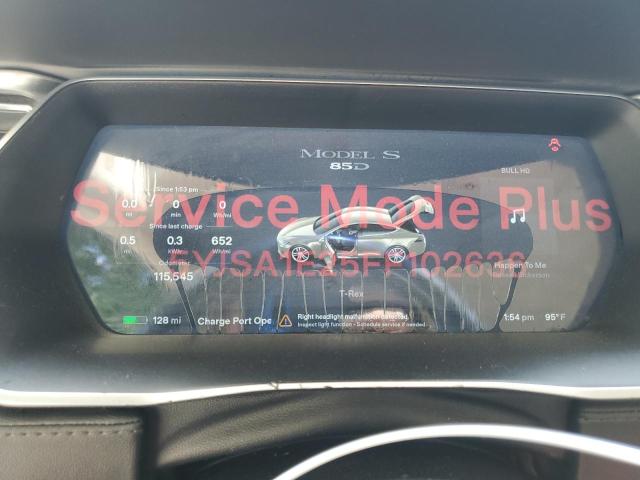 MODEL S
85D
BULL HD
Since 1:53 pm
0.0 0 0
mi min Wh/mi
Service Mode Plus
Since last charge
0.5 0.3 652
mi kWh Wh/mi
Odometer
115,545
Happen To Me
T-Rex
128 mi
Charge Port Ope
Right headlight malfunction detected
Inspect light function - Schedule service if needed
1:54 pm 95°F